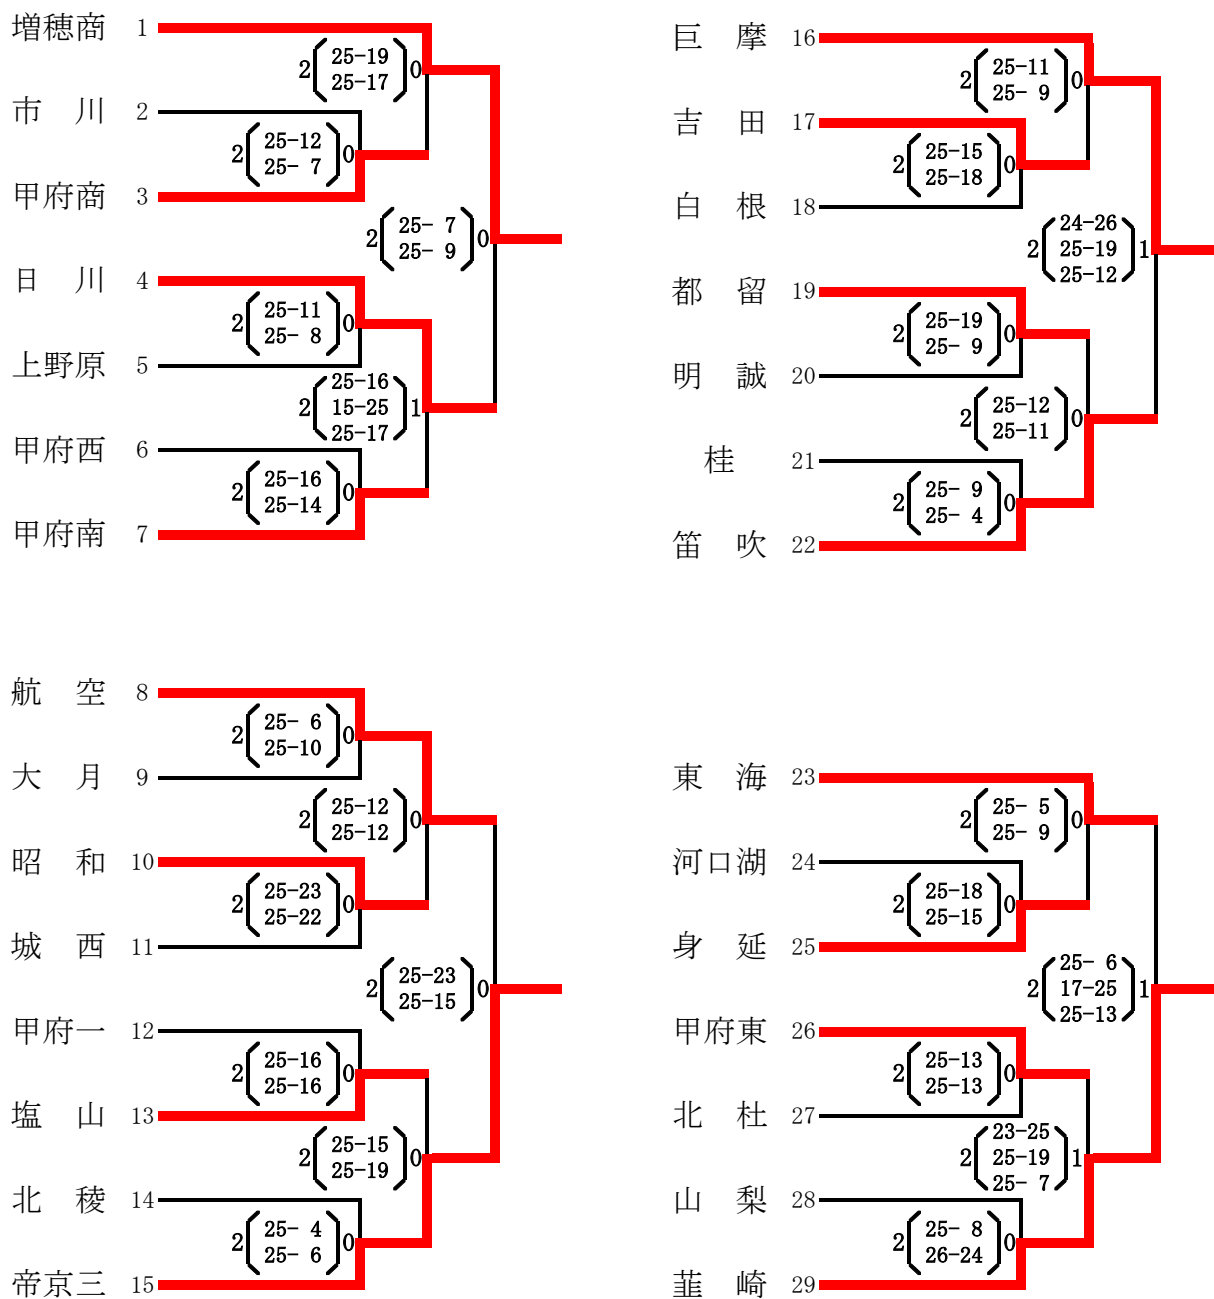 増穂商 1
2 25-19 0
25-17
市川 2
2 25-12 0
25- 7
甲府商 3
2 25- 7 0
25- 9
日川 4
2 25-11 0
25- 8
上野原 5
25-16
2 15-25 1
25-17
甲府西 6
2 25-16 0
25-14
甲府南 7
航空 8
2 25- 6 0
25-10
大月 9
2 25-12 0
25-12
昭和 10
2 25-23 0
25-22
城西 11
2 25-23 0
25-15
甲府一 12
2 25-16 0
25-16
塩山 13
2 25-15 0
25-19
北稜 14
2 25- 4 0
25- 6
帝京三 15
巨摩 16
2 25-11 0
25- 9
吉田 17
2 25-15 0
25-18
白根 18
24-26
2 25-19 1
25-12
都留 19
2 25-19 0
25- 9
明誠 20
2 25-12 0
25-11
桂 21
2 25- 9 0
25- 4
笛吹 22
東海 23
2 25- 5 0
25- 9
河口湖 24
2 25-18 0
25-15
身延 25
25- 6
2 17-25 1
25-13
甲府東 26
2 25-13 0
25-13
北杜 27
23-25
2 25-19 1
25- 7
山梨 28
2 25- 8 0
26-24
韮崎 29